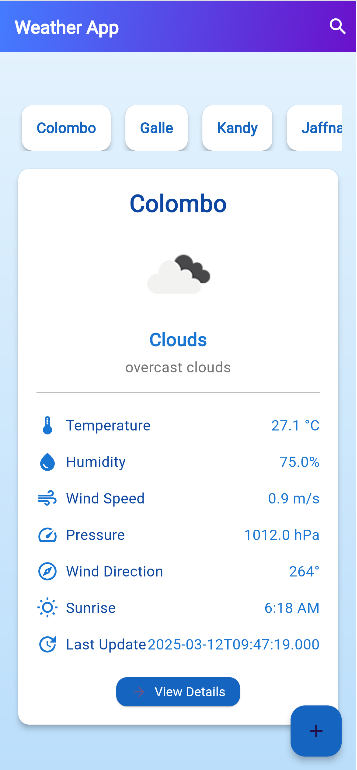 Weather App
Colombo Galle Kandy Jaffna
Colombo
Clouds
overcast clouds
Temperature 27.1 °C
Humidity 75.0%
Wind Speed 0.9 m/s
Pressure 1012.0 hPa
Wind Direction 264°
Sunrise 6:18 AM
Last Update 2025-03-12T09:47:19.000
View Details
+